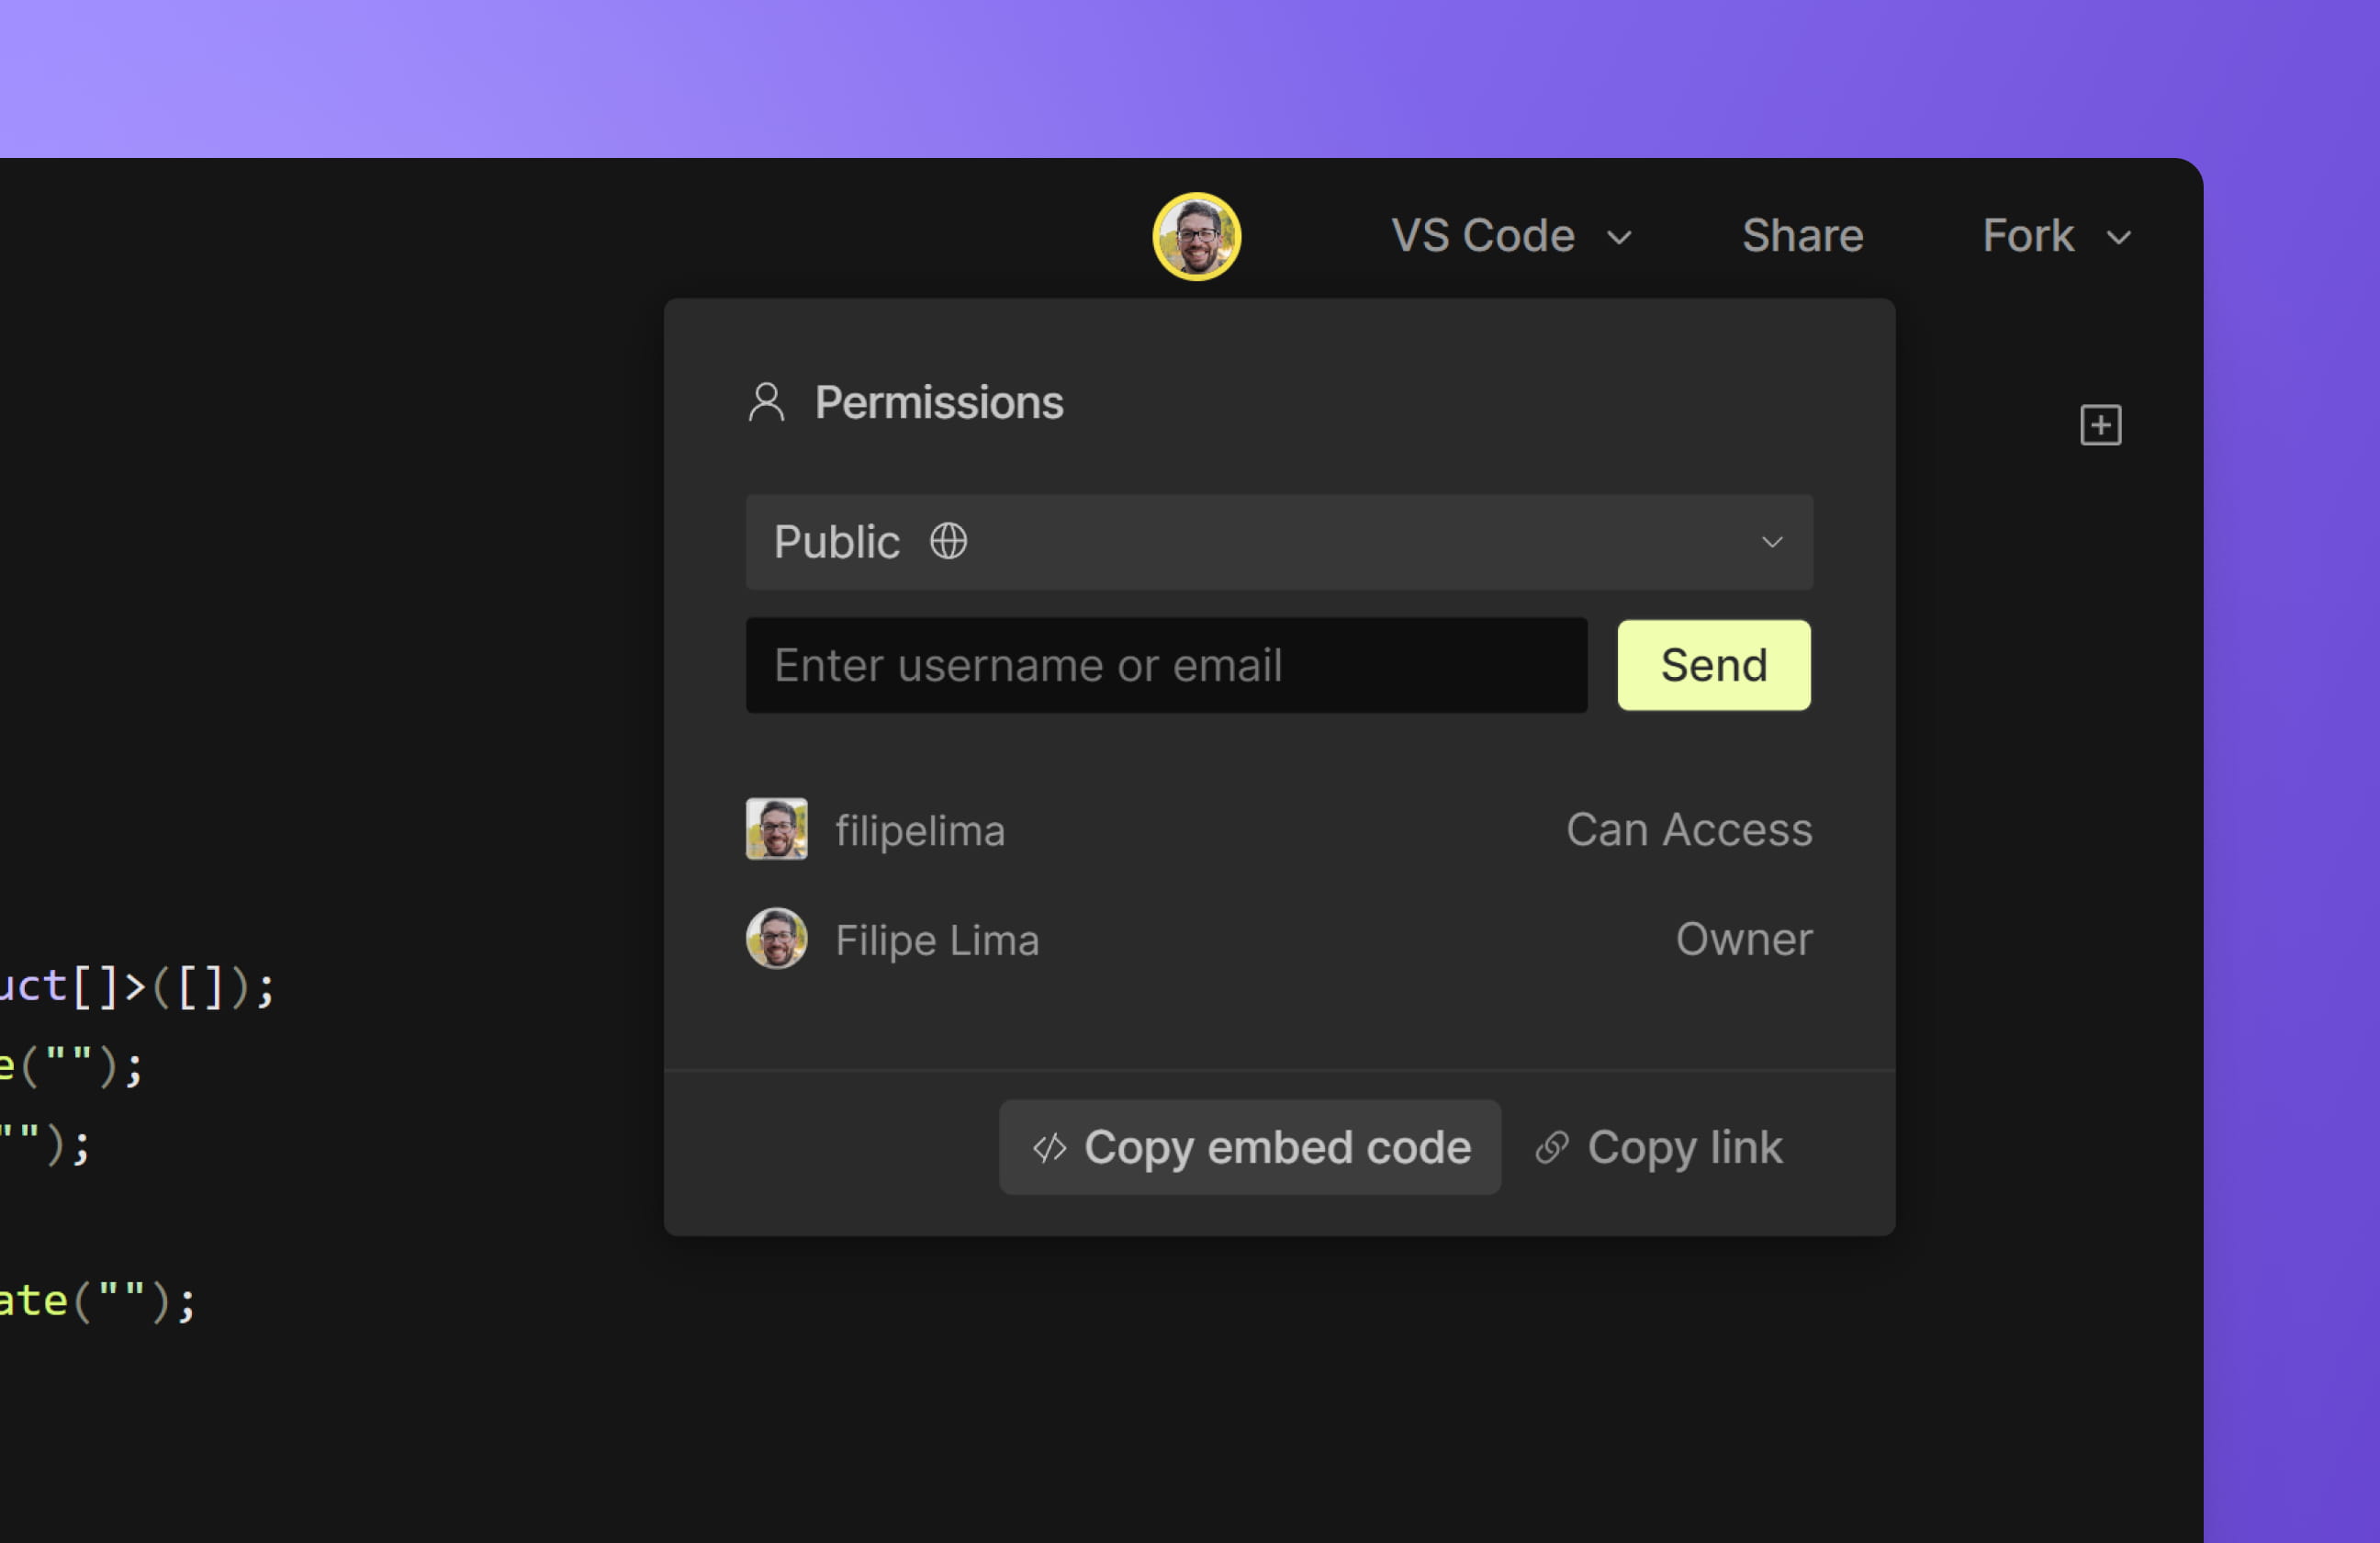 VS Code
Share
Fork
Permissions
Public
Enter username or email
Send
filipelima
Can Access
Filipe Lima
Owner
uct[]>([]);
e("");
"");
ate("");
Copy embed code
Copy link